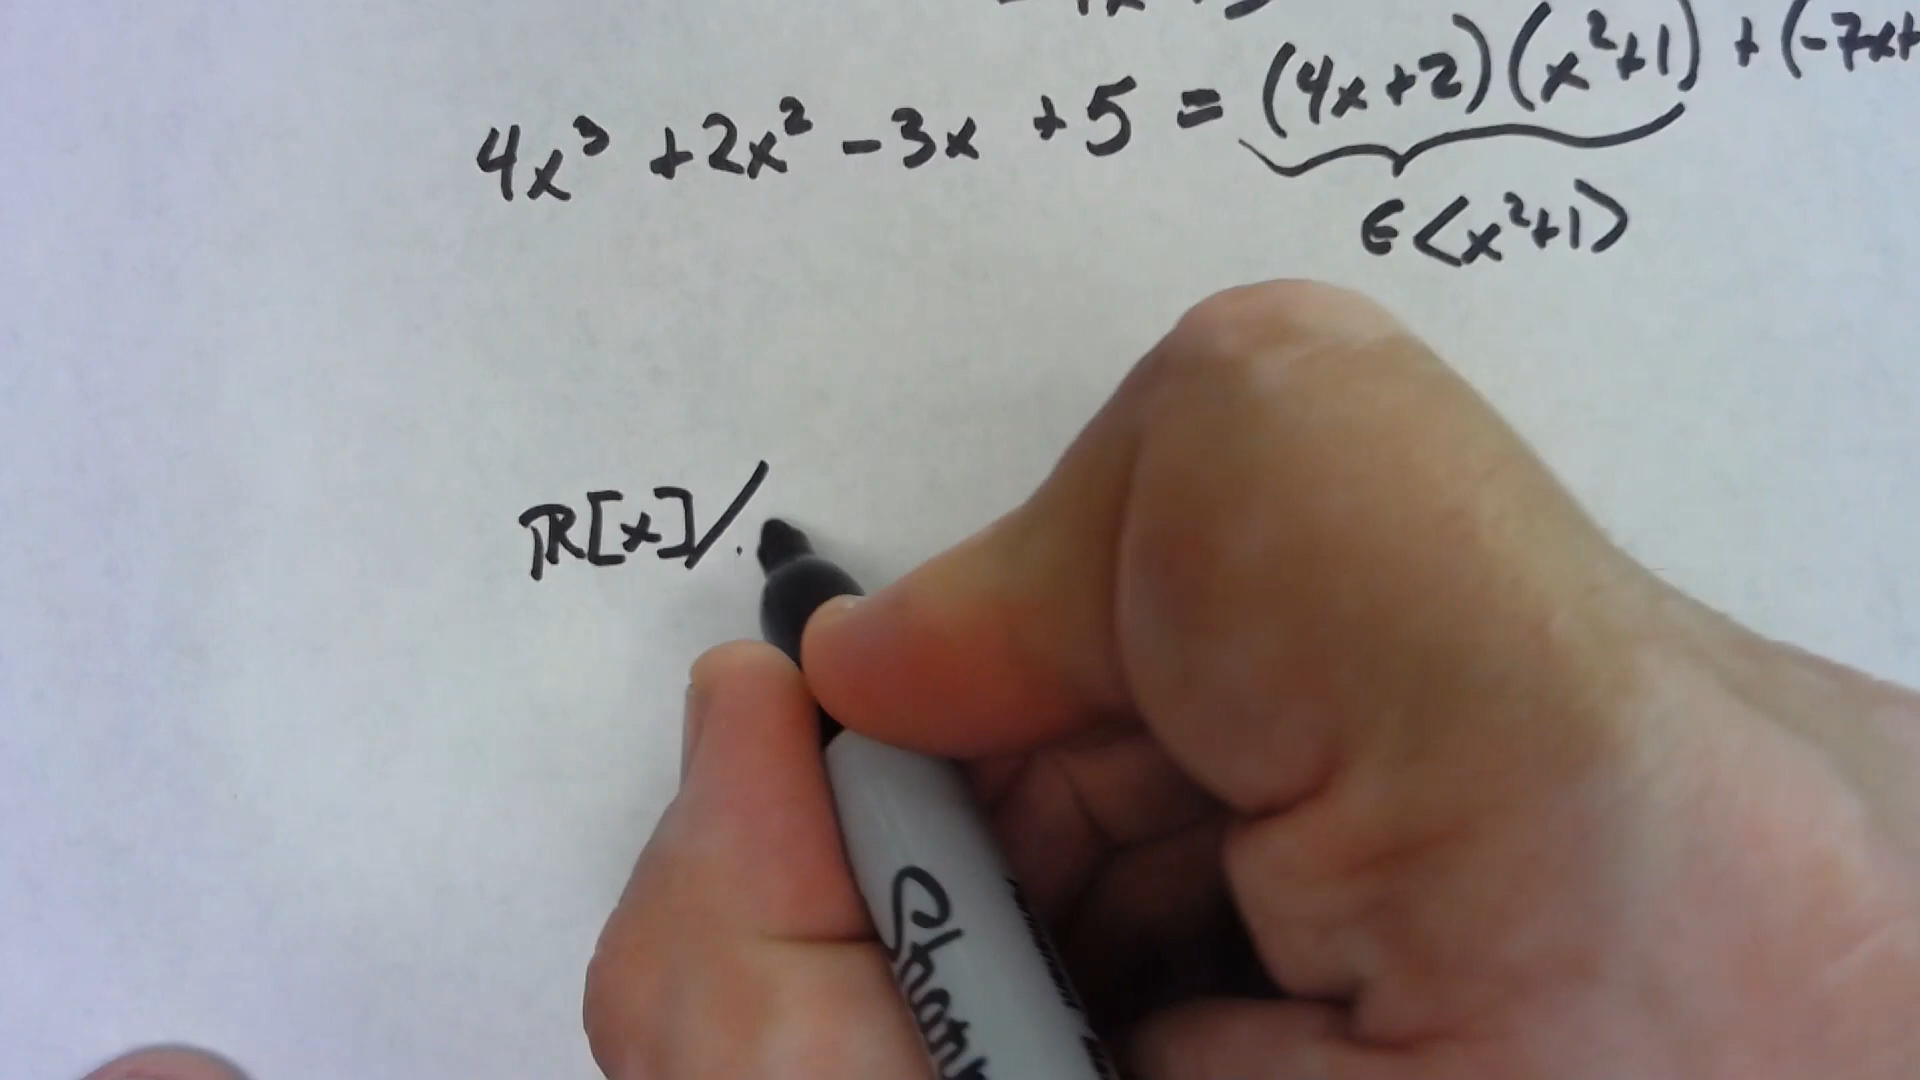 4x³ + 2x² - 3x + 5 = (4x+2)(x²+1) + (-7x+
∈⟨x²+1⟩
ℝ[x]/